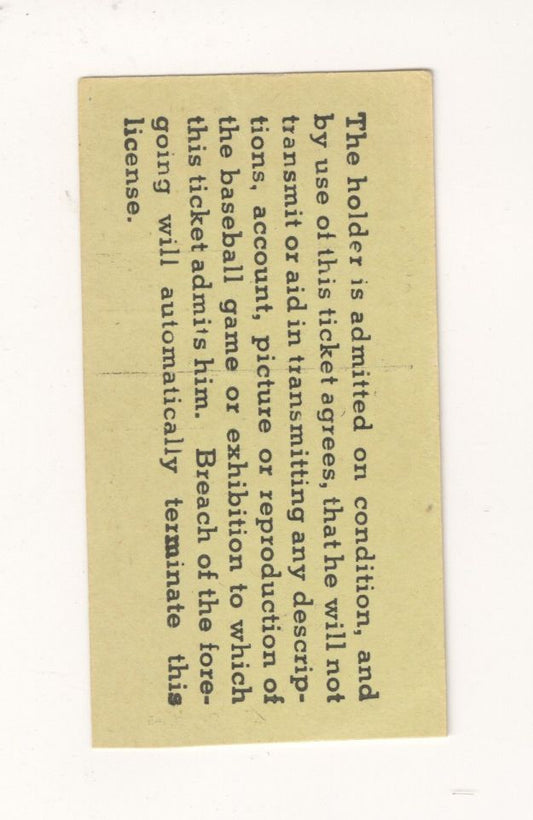 The holder is admitted on condition, and
by use of this ticket agrees, that he will not
transmit or aid in transmitting any descrip-
tions, account, picture or reproduction of
the baseball game or exhibition to which
this ticket admits him. Breach of the fore-
going will automatically terminate this
license.